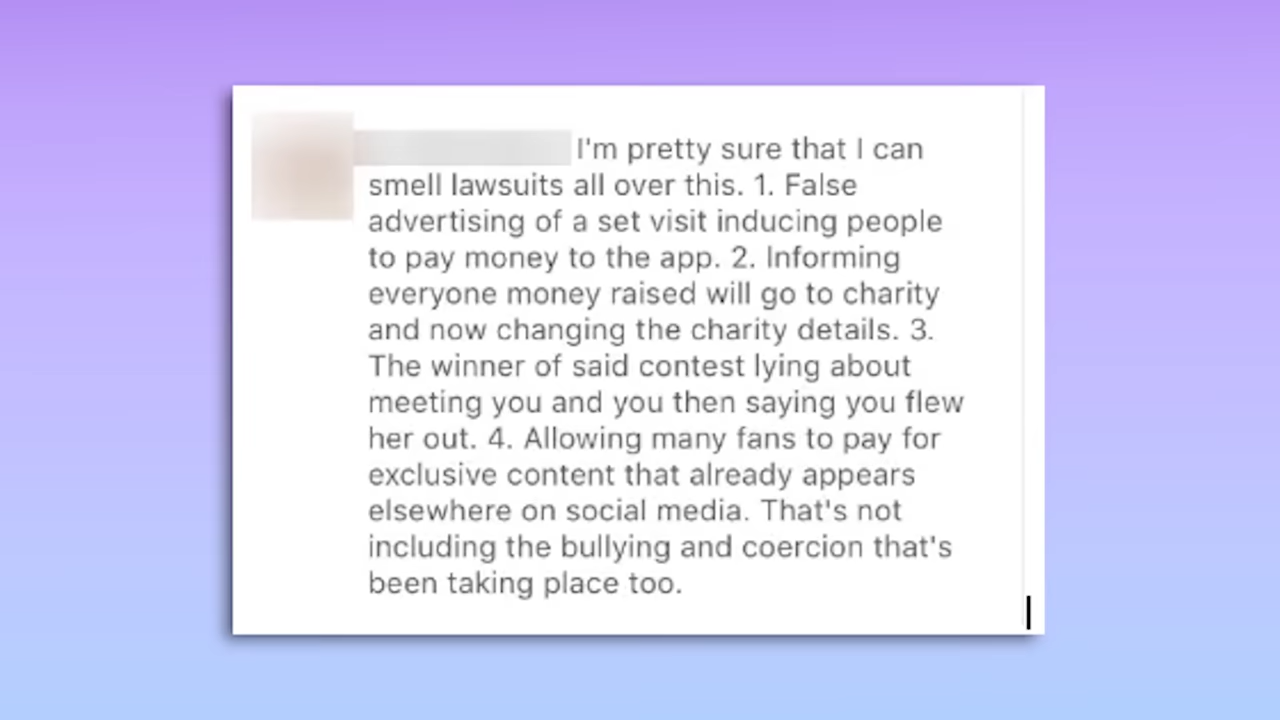 I'm pretty sure that I can
smell lawsuits all over this. 1. False
advertising of a set visit inducing people
to pay money to the app. 2. Informing
everyone money raised will go to charity
and now changing the charity details. 3.
The winner of said contest lying about
meeting you and you then saying you flew
her out. 4. Allowing many fans to pay for
exclusive content that already appears
elsewhere on social media. That's not
including the bullying and coercion that's
been taking place too.